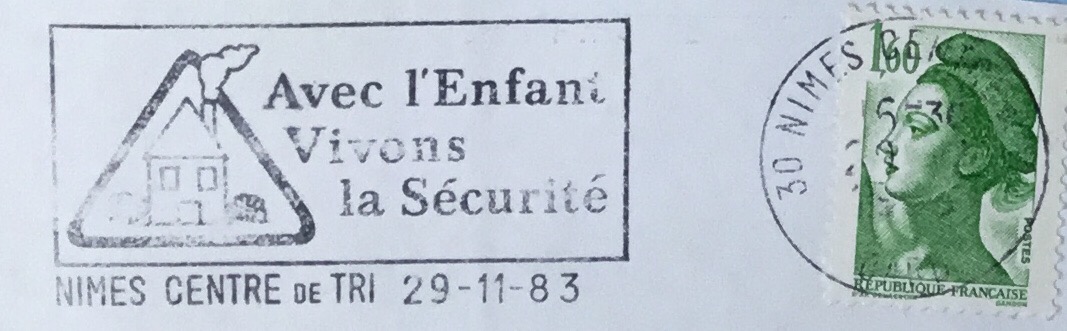 Avec l'Enfant
Vivons
la Sécurité
NIMES CENTRE DE TRI 29-11-83
30 NIMES
1,60
POSTES
RÉPUBLIQUE FRANÇAISE
GANDON